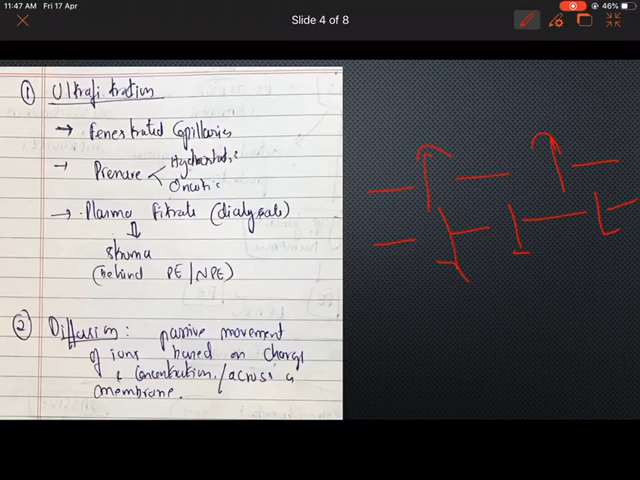 11:47 AM Fri 17 Apr
46%
Slide 4 of 8
① Ultrafiltration
→ Fenestrated Capillaries
→ Pressure < Hydrostatic
Oncotic
→ Plasma filtrate (dialysate)
⇓
stroma
(behind PE/NPE)
② Diffusion: passive movement
of ions based on charge
& concentration/across a
membrane.